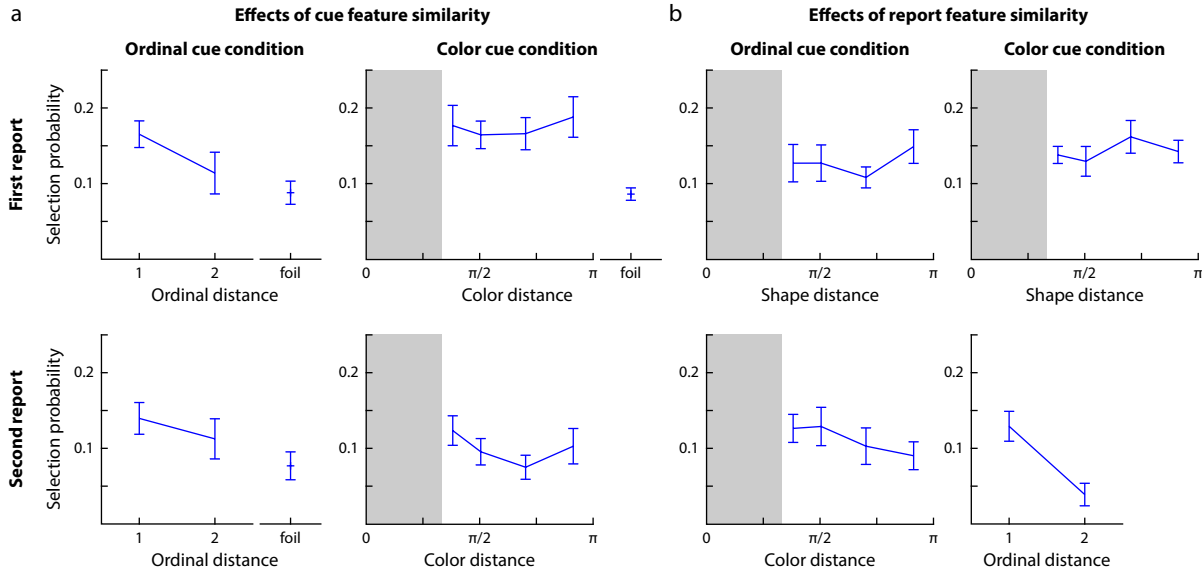 a
Effects of cue feature similarity
b
Effects of report feature similarity
Ordinal cue condition
Color cue condition
Ordinal cue condition
Color cue condition
First report
Selection probability
0.2
0.1
1
2
foil
Ordinal distance
0.2
0.1
0
π/2
π
foil
Color distance
0.2
0.1
0
π/2
π
Shape distance
0.2
0.1
0
π/2
π
Shape distance
Second report
Selection probability
0.2
0.1
1
2
foil
Ordinal distance
0.2
0.1
0
π/2
π
Color distance
0.2
0.1
0
π/2
π
Color distance
0.2
0.1
1
2
Ordinal distance